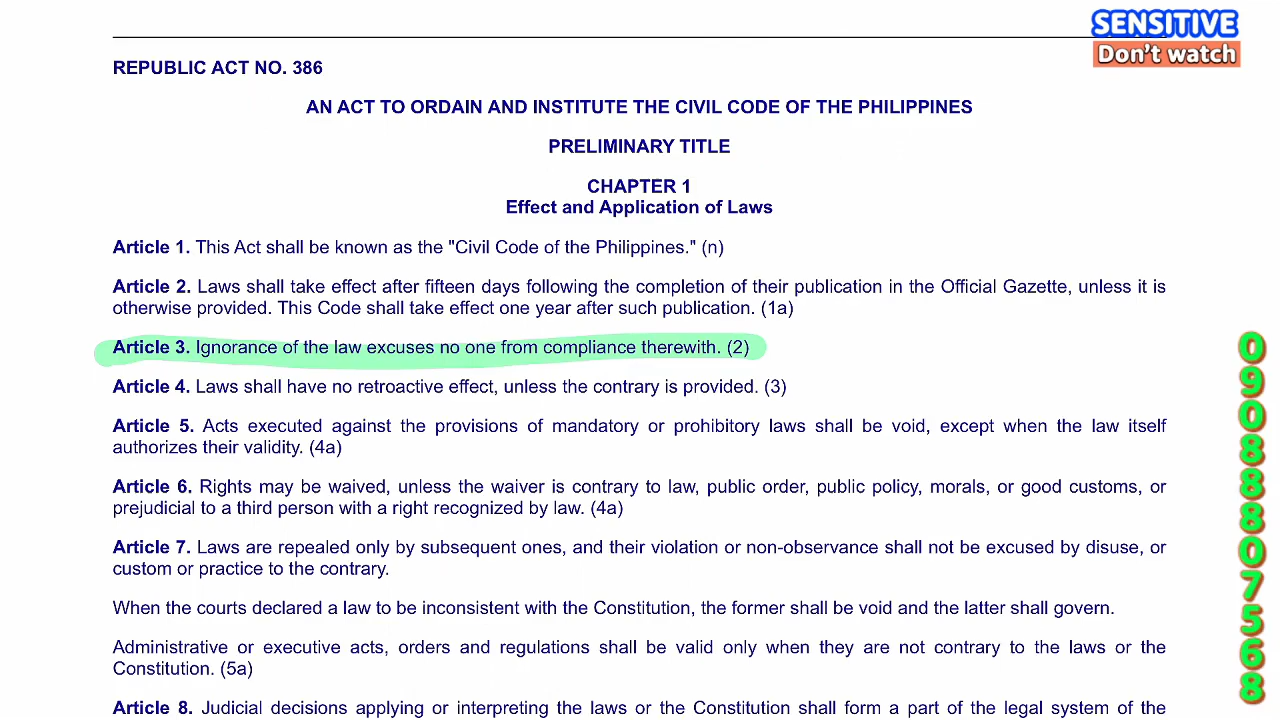 SENSITIVE
Don't watch
REPUBLIC ACT NO. 386
AN ACT TO ORDAIN AND INSTITUTE THE CIVIL CODE OF THE PHILIPPINES
PRELIMINARY TITLE
CHAPTER 1
Effect and Application of Laws
Article 1. This Act shall be known as the "Civil Code of the Philippines." (n)
Article 2. Laws shall take effect after fifteen days following the completion of their publication in the Official Gazette, unless it is
otherwise provided. This Code shall take effect one year after such publication. (1a)
Article 3. Ignorance of the law excuses no one from compliance therewith. (2)
Article 4. Laws shall have no retroactive effect, unless the contrary is provided. (3)
Article 5. Acts executed against the provisions of mandatory or prohibitory laws shall be void, except when the law itself
authorizes their validity. (4a)
Article 6. Rights may be waived, unless the waiver is contrary to law, public order, public policy, morals, or good customs, or
prejudicial to a third person with a right recognized by law. (4a)
Article 7. Laws are repealed only by subsequent ones, and their violation or non-observance shall not be excused by disuse, or
custom or practice to the contrary.
When the courts declared a law to be inconsistent with the Constitution, the former shall be void and the latter shall govern.
Administrative or executive acts, orders and regulations shall be valid only when they are not contrary to the laws or the
Constitution. (5a)
Article 8. Judicial decisions applying or interpreting the laws or the Constitution shall form a part of the legal system of the
09088807568